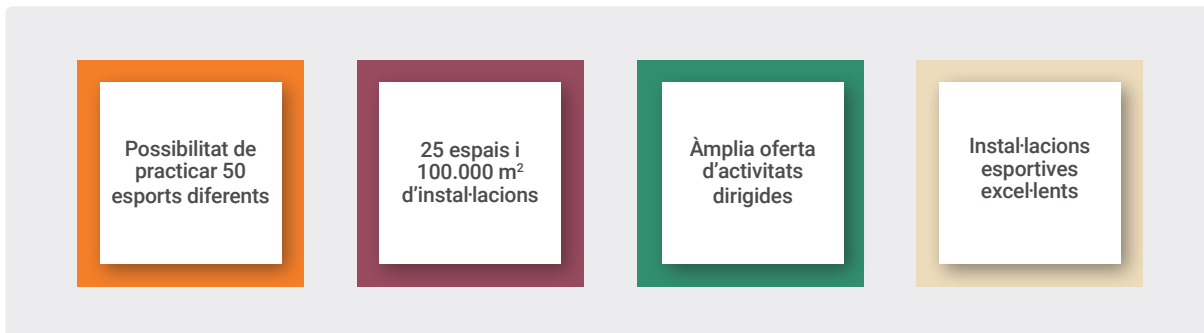 Possibilitat de
practicar 50
esports diferents
25 espais i
100.000 m²
d’instal·lacions
Àmplia oferta
d’activitats
dirigides
Instal·lacions
esportives
excel·lents